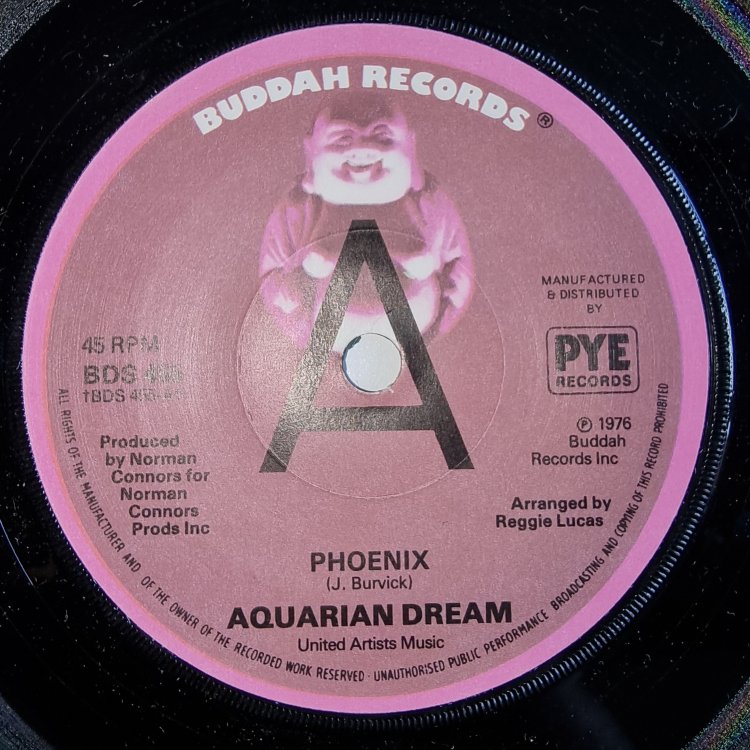 BUDDAH RECORDS ®
A
MANUFACTURED
& DISTRIBUTED
BY
PYE
RECORDS
45 RPM
BDS
†BDS
℗ 1976
Buddah
Records Inc
Produced
by Norman
Connors for
Norman
Connors
Prods Inc
Arranged by
Reggie Lucas
PHOENIX
(J. Burvick)
AQUARIAN DREAM
United Artists Music
ALL RIGHTS OF THE MANUFACTURER AND OF THE OWNER OF THE RECORDED WORK RESERVED · UNAUTHORISED PUBLIC PERFORMANCE BROADCASTING AND COPYING OF THIS RECORD PROHIBITED